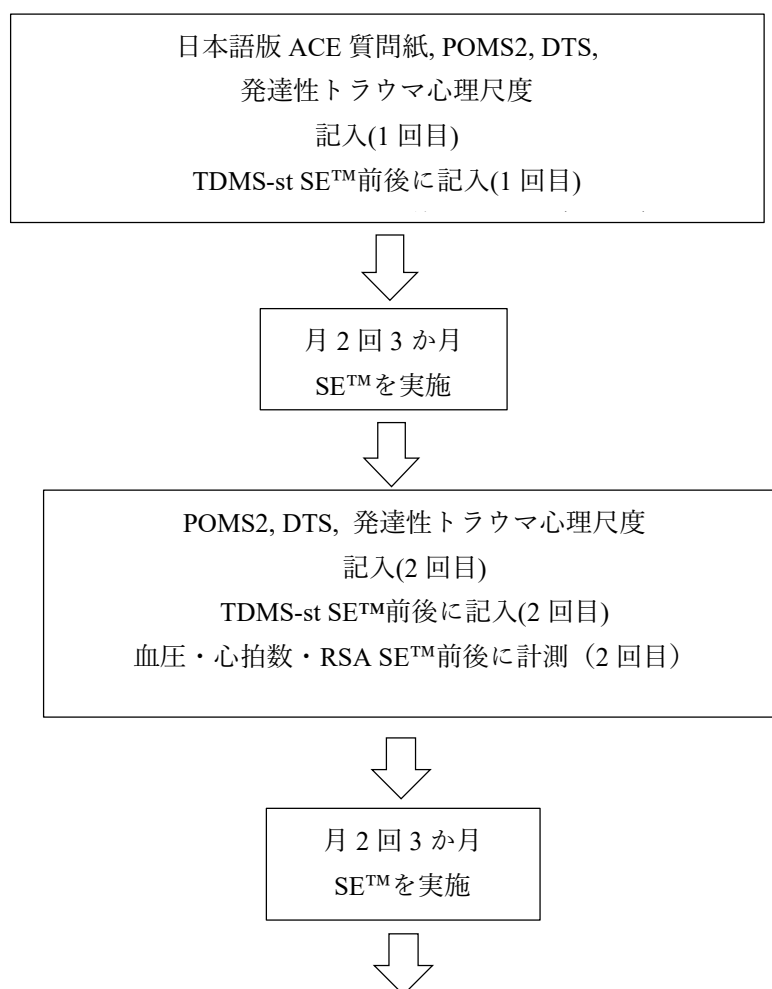 日本語版 ACE 質問紙, POMS2, DTS,
発達性トラウマ心理尺度
記入(1 回目)
TDMS-st SE™前後に記入(1 回目)
月 2 回 3 か月
SE™を実施
POMS2, DTS, 発達性トラウマ心理尺度
記入(2 回目)
TDMS-st SE™前後に記入(2 回目)
血圧・心拍数・RSA SE™前後に計測（2 回目）
月 2 回 3 か月
SE™を実施